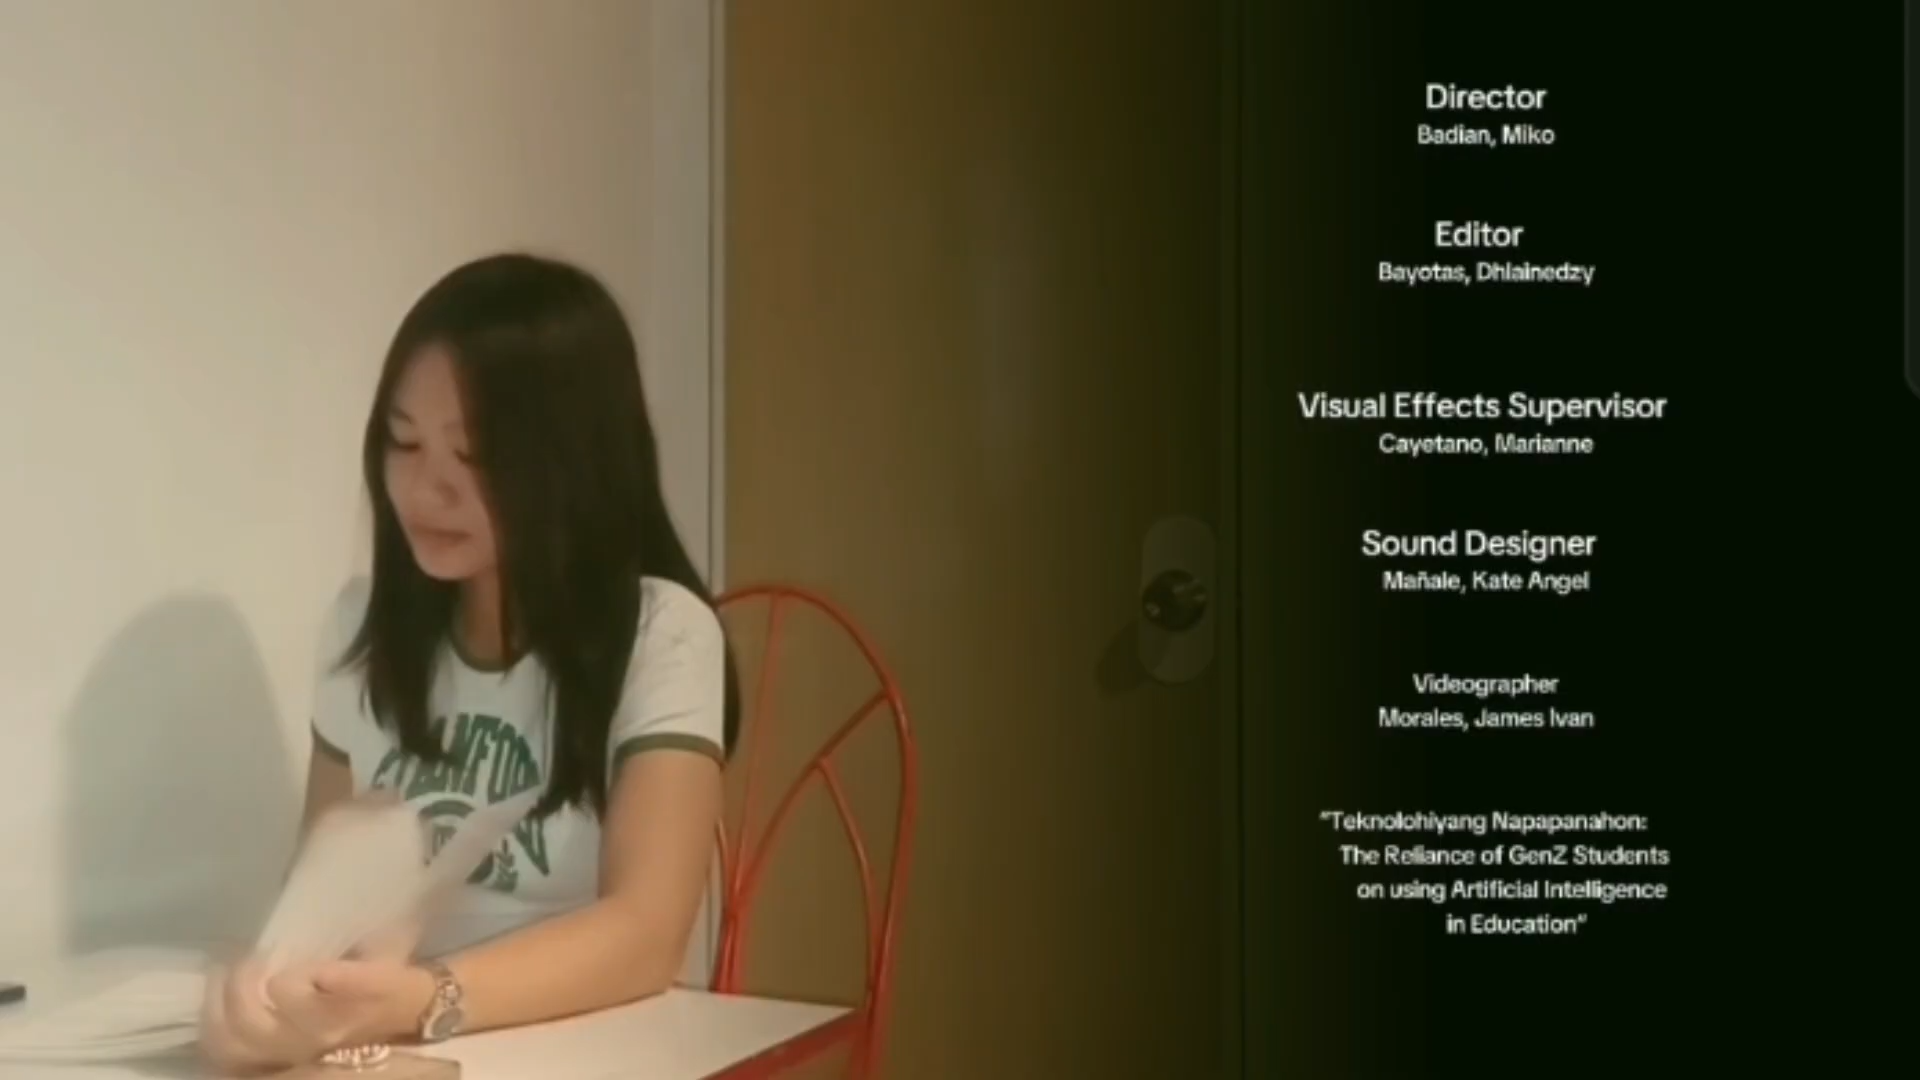 Director
Badian, Miko
Editor
Bayotas, Dhlainedzy
Visual Effects Supervisor
Cayetano, Marianne
Sound Designer
Mañale, Kate Angel
Videographer
Morales, James Ivan
"Teknolohiyang Napapanahon:
The Reliance of GenZ Students
on using Artificial Intelligence
in Education"